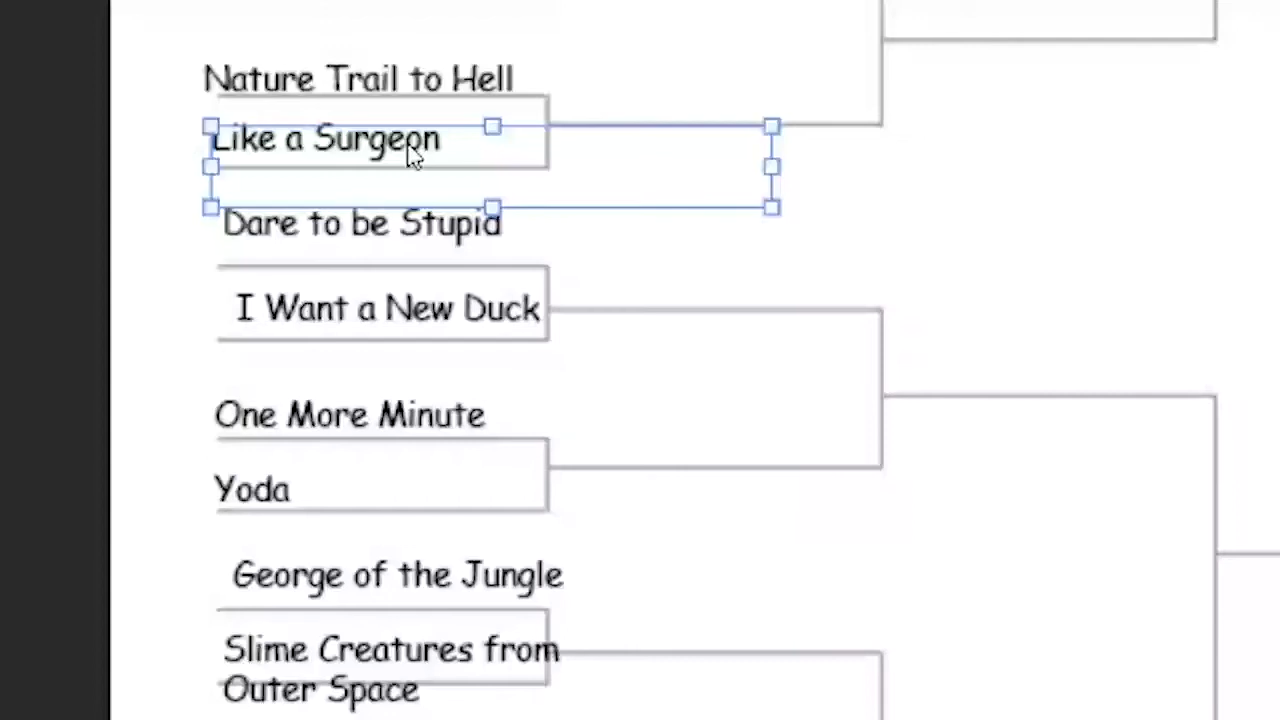 Nature Trail to Hell
Like a Surgeon
Dare to be Stupid
I Want a New Duck
One More Minute
Yoda
George of the Jungle
Slime Creatures from
Outer Space